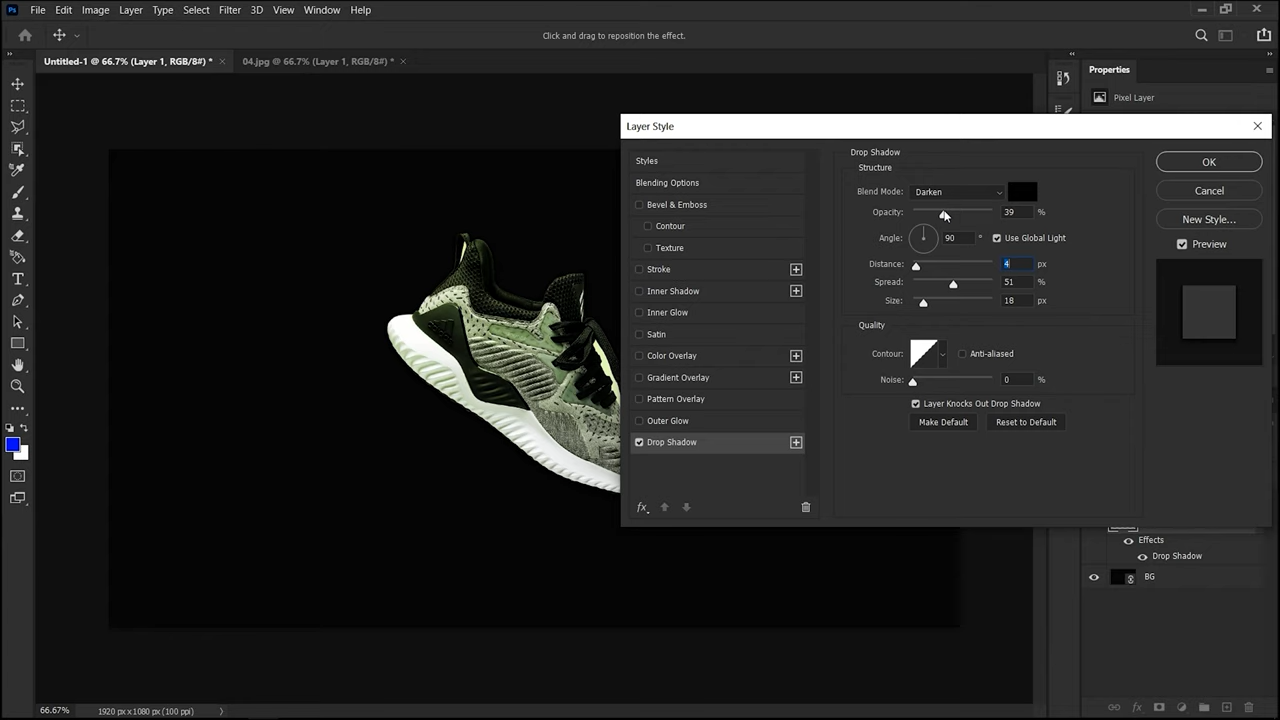 Ps File Edit Image Layer Type Select Filter 3D View Window Help
Click and drag to reposition the effect.
Untitled-1 @ 66.7% (Layer 1, RGB/8#) * × 04.jpg @ 66.7% (Layer 1, RGB/8#) * ×
Properties
Pixel Layer
Layer Style
Styles
Blending Options
Bevel & Emboss
Contour
Texture
Stroke
Inner Shadow
Inner Glow
Satin
Color Overlay
Gradient Overlay
Pattern Overlay
Outer Glow
Drop Shadow
fx
Drop Shadow
Structure
Blend Mode: Darken
Opacity: 39 %
Angle: 90 ° Use Global Light
Distance: 4 px
Spread: 51 %
Size: 18 px
Quality
Contour: Anti-aliased
Noise: 0 %
Layer Knocks Out Drop Shadow
Make Default Reset to Default
OK
Cancel
New Style...
Preview
Effects
Drop Shadow
BG
66.67% 1920 px x 1080 px (100 ppi)
fx